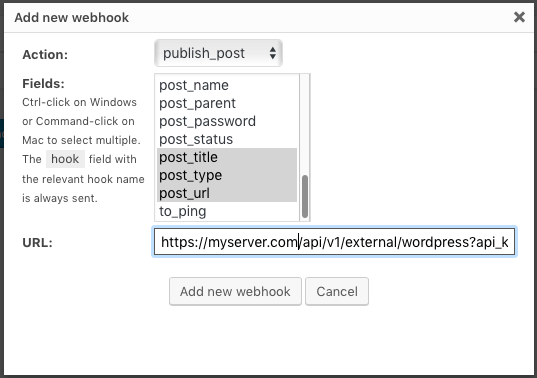 Add new webhook
Action:
publish_post
Fields:
Ctrl-click on Windows
or Command-click on
Mac to select multiple.
The hook field with
the relevant hook name
is always sent.
post_name
post_parent
post_password
post_status
post_title
post_type
post_url
to_ping
URL:
https://myserver.com/api/v1/external/wordpress?api_k
Add new webhook
Cancel